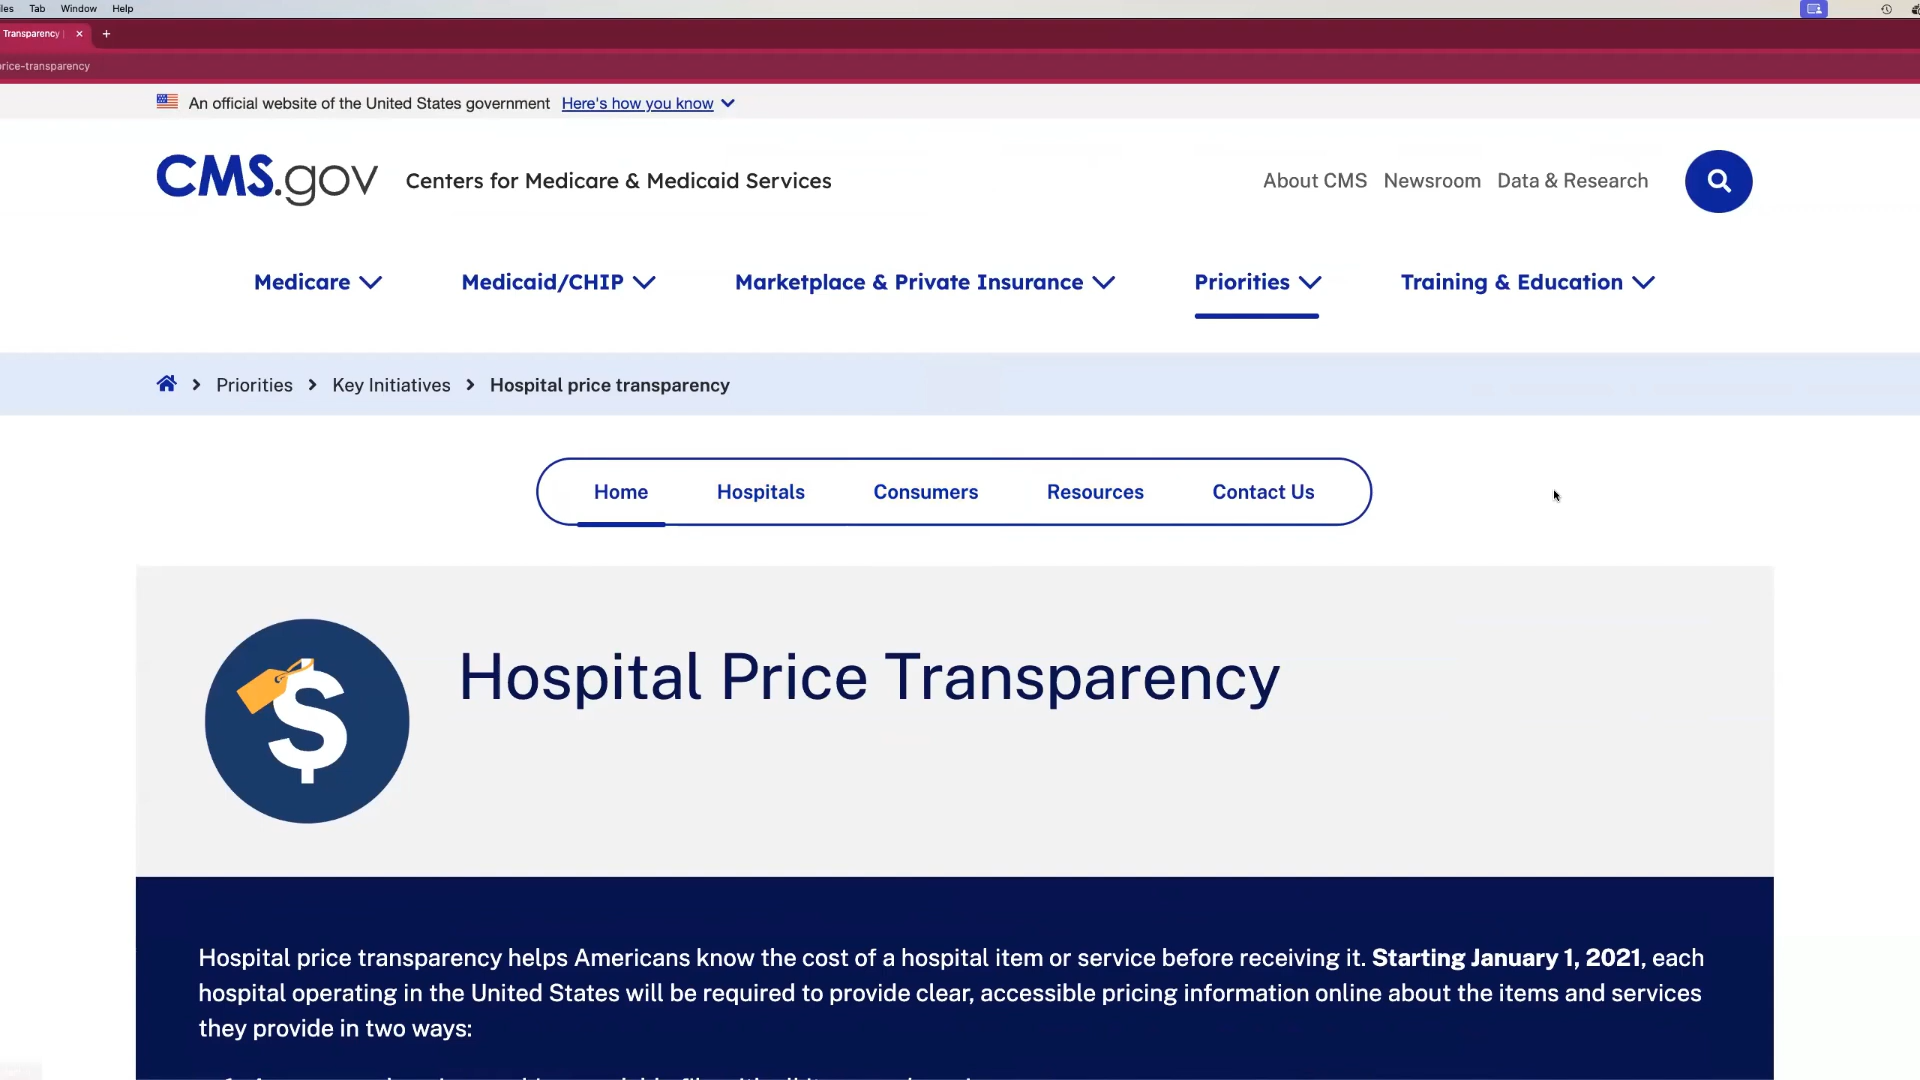 Tab Window Help
Transparency
rice-transparency
An official website of the United States government Here's how you know
CMS.gov Centers for Medicare & Medicaid Services
About CMS Newsroom Data & Research
Medicare Medicaid/CHIP Marketplace & Private Insurance Priorities Training & Education
Priorities > Key Initiatives > Hospital price transparency
Home Hospitals Consumers Resources Contact Us
$
Hospital Price Transparency
Hospital price transparency helps Americans know the cost of a hospital item or service before receiving it. Starting January 1, 2021, each
hospital operating in the United States will be required to provide clear, accessible pricing information online about the items and services
they provide in two ways: